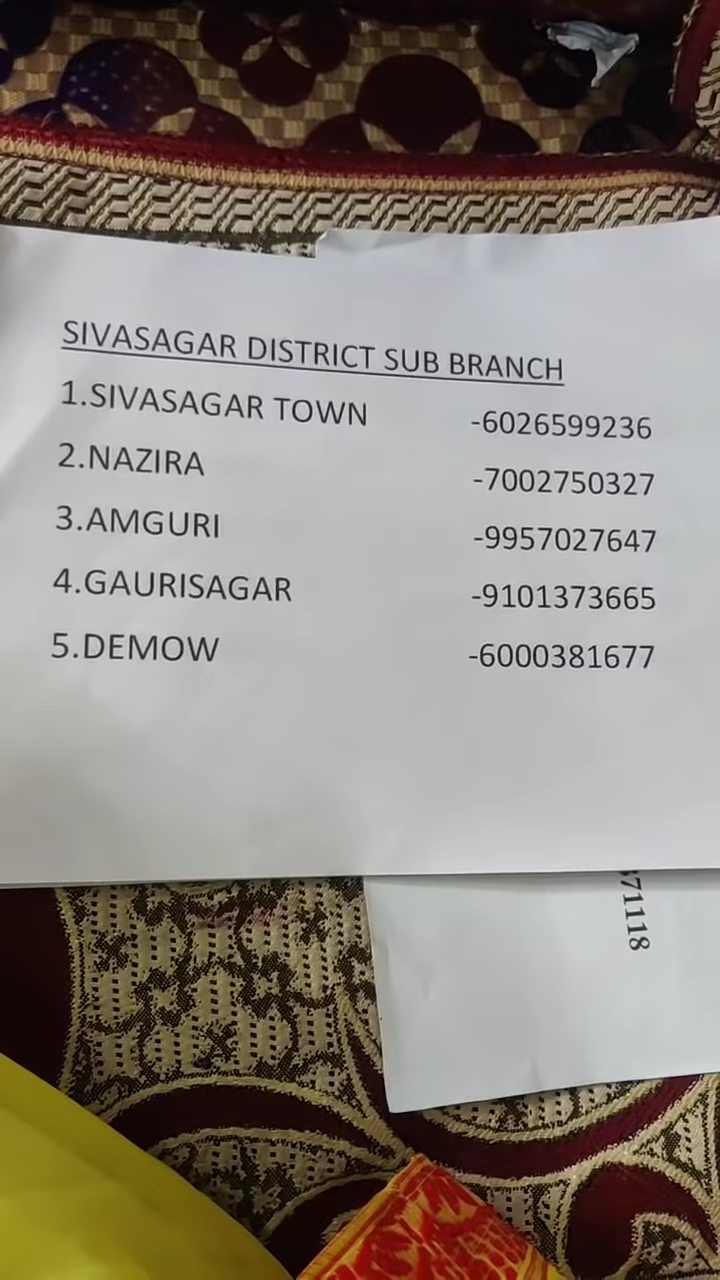 SIVASAGAR DISTRICT SUB BRANCH
1.SIVASAGAR TOWN -6026599236
2.NAZIRA -7002750327
3.AMGURI -9957027647
4.GAURISAGAR -9101373665
5.DEMOW -6000381677
71118